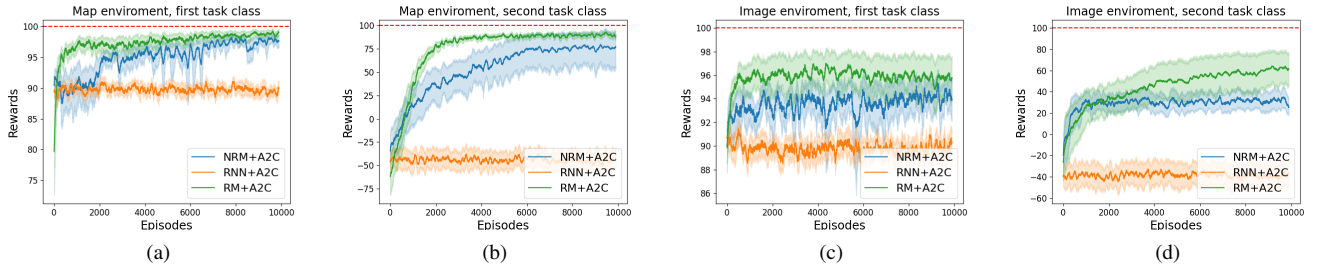 Map enviroment, first task class
100
95
90
85
80
75
Rewards
0
2000
4000
6000
8000
10000
Episodes
NRM+A2C
RNN+A2C
RM+A2C
(a)
Map enviroment, second task class
100
75
50
25
0
−25
−50
−75
Rewards
0
2000
4000
6000
8000
10000
Episodes
NRM+A2C
RNN+A2C
RM+A2C
(b)
Image enviroment, first task class
100
98
96
94
92
90
88
86
Rewards
0
2000
4000
6000
8000
10000
Episodes
NRM+A2C
RNN+A2C
RM+A2C
(c)
Image enviroment, second task class
100
80
60
40
20
0
−20
−40
−60
Rewards
0
2000
4000
6000
8000
10000
Episodes
NRM+A2C
RNN+A2C
RM+A2C
(d)